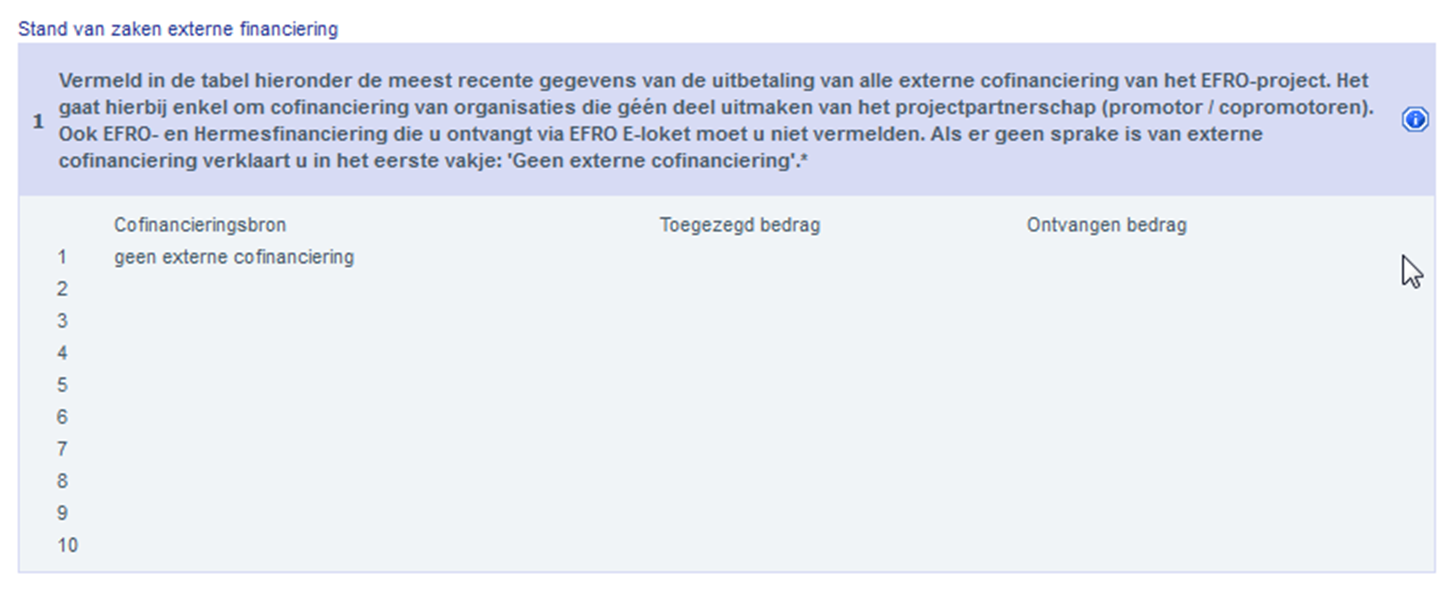 Stand van zaken externe financiering
Vermeld in de tabel hieronder de meest recente gegevens van de uitbetaling van alle externe cofinanciering van het EFRO-project. Het
1 gaat hierbij enkel om cofinanciering van organisaties die géén deel uitmaken van het projectpartnerschap (promotor / copromotoren).
Ook EFRO- en Hermesfinanciering die u ontvangt via EFRO E-loket moet u niet vermelden. Als er geen sprake is van externe
cofinanciering verklaart u in het eerste vakje: 'Geen externe cofinanciering'.*
Cofinancieringsbron Toegezegd bedrag Ontvangen bedrag
1 geen externe cofinanciering
2
3
4
5
6
7
8
9
10